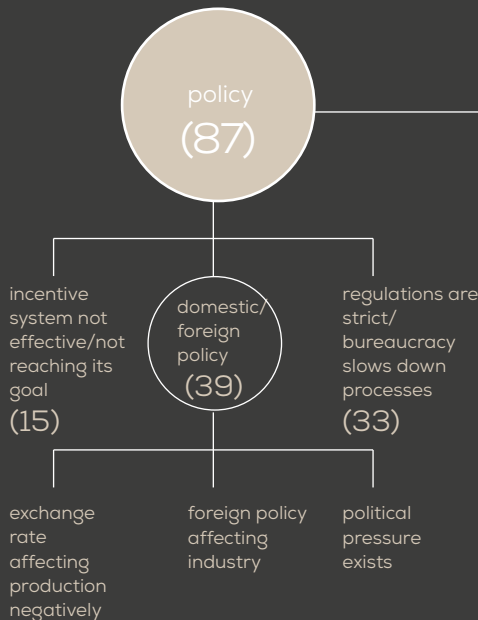 policy
(87)
incentive
system not
effective/not
reaching its
goal
(15)
domestic/
foreign
policy
(39)
regulations are
strict/
bureaucracy
slows down
processes
(33)
exchange
rate
affecting
production
negatively
foreign policy
affecting
industry
political
pressure
exists